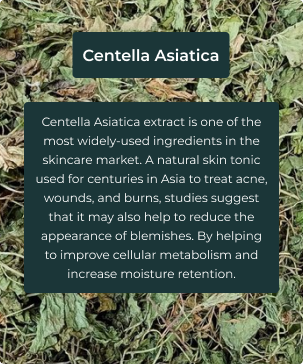 Centella Asiatica
Centella Asiatica extract is one of the
most widely-used ingredients in the
skincare market. A natural skin tonic
used for centuries in Asia to treat acne,
wounds, and burns, studies suggest
that it may also help to reduce the
appearance of blemishes. By helping
to improve cellular metabolism and
increase moisture retention.